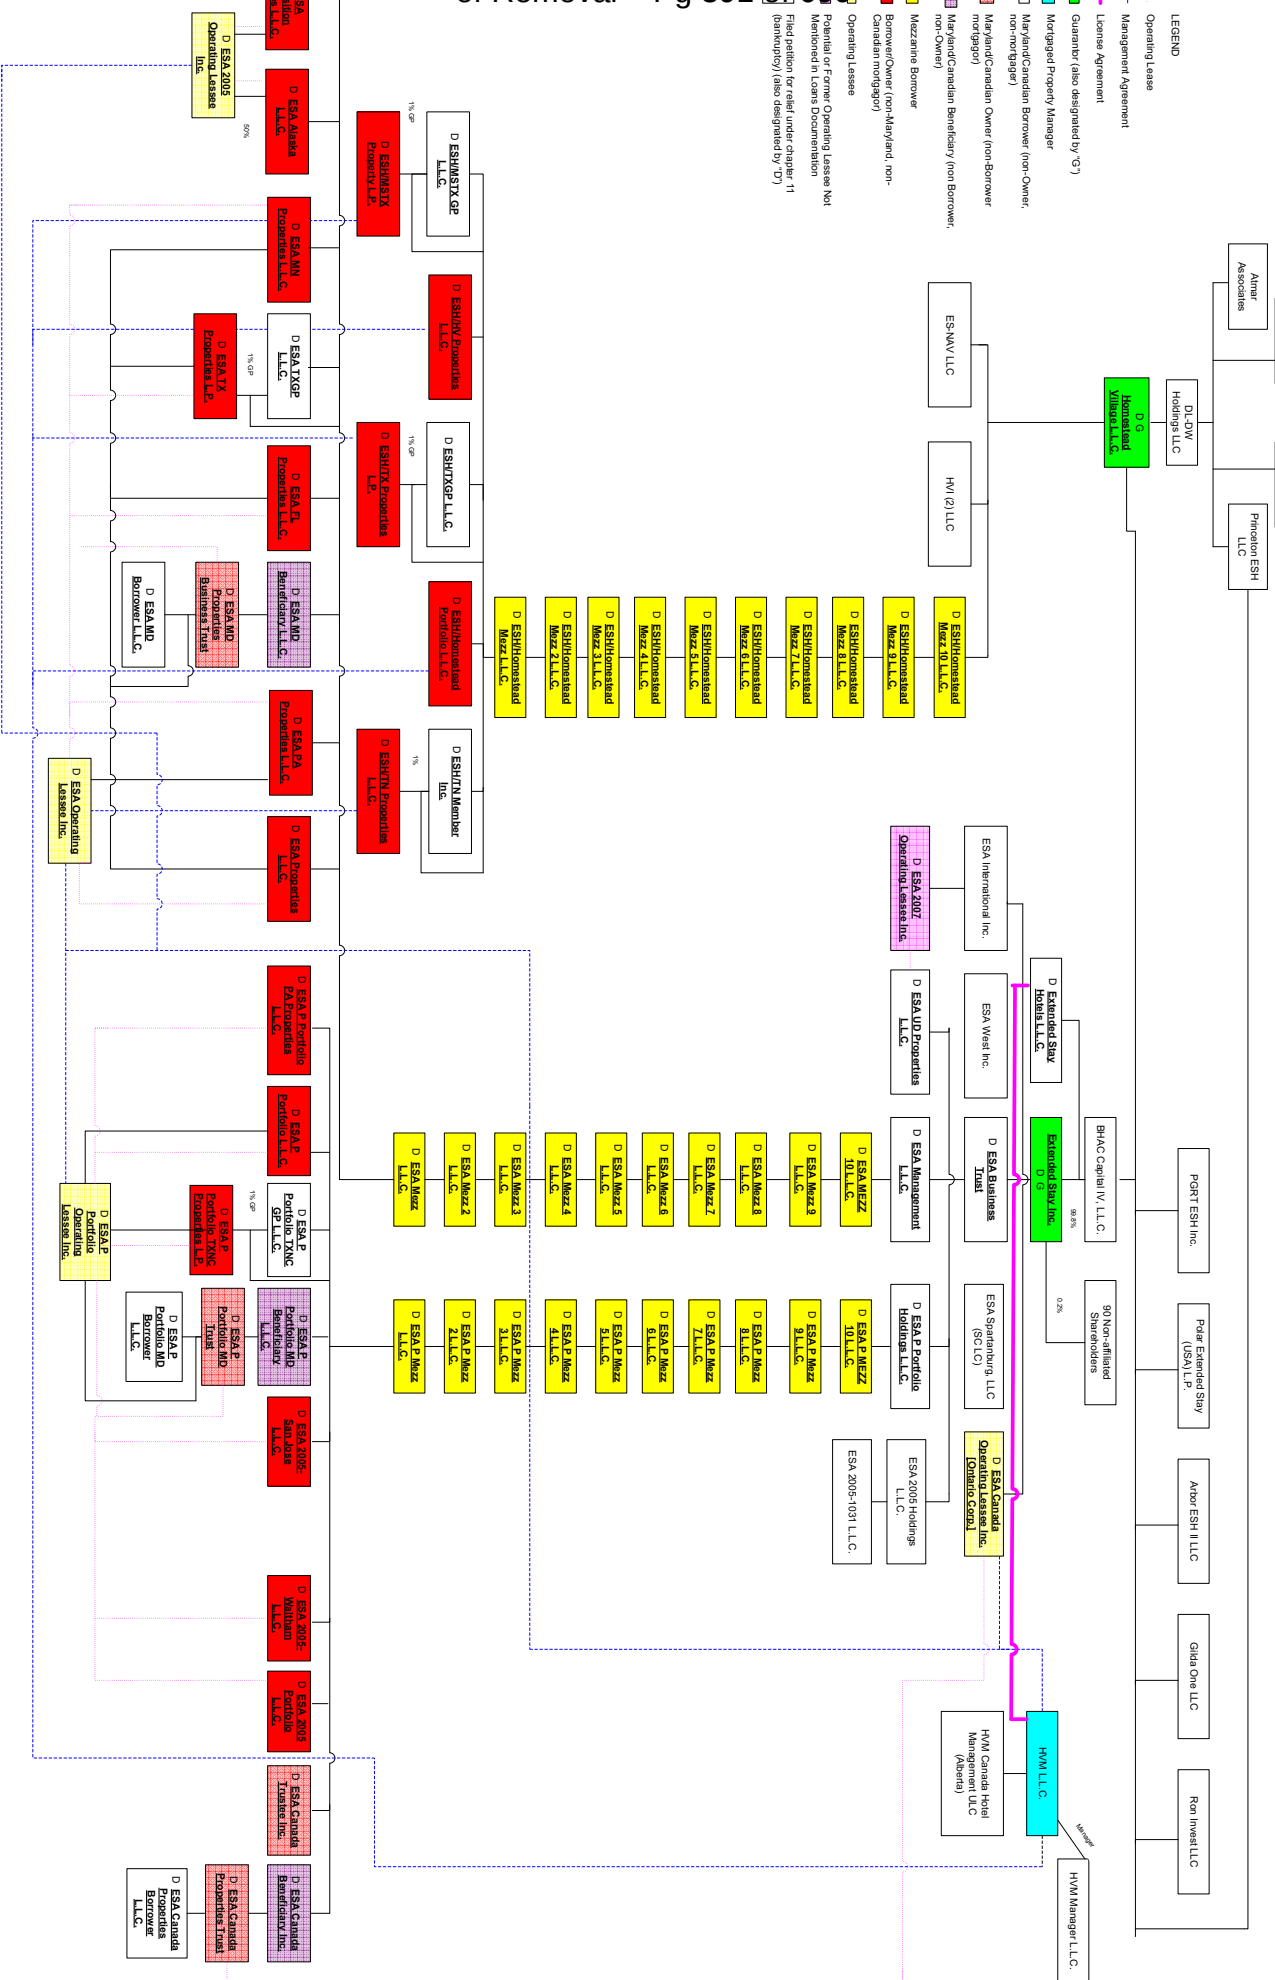 of Removal Pg
LEGEND
Operating Lease
Management Agreement
License Agreement
Guarantor (also designated by "G")
Mortgaged Property Manager
Maryland/Canadian Borrower (non-Owner,
non-mortgager)
Maryland/Canadian Owner (non-Borrower
mortgagor)
Maryland/Canadian Beneficiary (non Borrower,
non-Owner)
Mezzanine Borrower
Borrower/Owner (non-Maryland, non-
Canadian mortgagor)
Operating Lessee
Potential or Former Operating Lessee Not
Mentioned in Loans Documentation
Filed petition for relief under chapter 11
(bankruptcy) (also designated by "D")
Atmar
Associates
Princeton ESH
LLC
DL-DW
Holdings LLC
D G
Homestead
Village L.L.C.
ES-NAV LLC
HVI (2) LLC
PGRT ESH Inc.
Polar Extended Stay
(USA) L.P.
Arbor ESH II LLC
Gilda One LLC
Ron Invest LLC
BHAC Capital IV, L.L.C.
90 Non-affiliated
Shareholders
99.8%
0.2%
D Extended Stay
Hotels L.L.C.
Extended Stay Inc.
D G
HVM L.L.C.
Manager
HVM Manager L.L.C.
HVM Canada Hotel
Management ULC
(Alberta)
ESA International Inc.
ESA West Inc.
D ESA Business
Trust
ESA Spartanburg, LLC
(SC LC)
D ESA Canada
Operating Lessee Inc.
[Ontario Corp.]
D ESA 2007
Operating Lessee Inc.
D ESA UD Properties
L.L.C.
D ESA Management
L.L.C.
D ESA P Portfolio
Holdings L.L.C.
ESA 2005 Holdings
L.L.C.
ESA 2005-1031 L.L.C.
D ESH/Homestead
Mezz 10 L.L.C.
D ESH/Homestead
Mezz 9 L.L.C.
D ESH/Homestead
Mezz 8 L.L.C.
D ESH/Homestead
Mezz 7 L.L.C.
D ESH/Homestead
Mezz 6 L.L.C.
D ESH/Homestead
Mezz 5 L.L.C.
D ESH/Homestead
Mezz 4 L.L.C.
D ESH/Homestead
Mezz 3 L.L.C.
D ESH/Homestead
Mezz 2 L.L.C.
D ESH/Homestead
Mezz L.L.C.
D ESA MEZZ
10 L.L.C.
D ESA Mezz 9
L.L.C.
D ESA Mezz 8
L.L.C.
D ESA Mezz 7
L.L.C.
D ESA Mezz 6
L.L.C.
D ESA Mezz 5
L.L.C.
D ESA Mezz 4
L.L.C.
D ESA Mezz 3
L.L.C.
D ESA Mezz 2
L.L.C.
D ESA Mezz
L.L.C.
D ESA P MEZZ
10 L.L.C.
D ESA P Mezz
9 L.L.C.
D ESA P Mezz
8 L.L.C.
D ESA P Mezz
7 L.L.C.
D ESA P Mezz
6 L.L.C.
D ESA P Mezz
5 L.L.C.
D ESA P Mezz
4 L.L.C.
D ESA P Mezz
3 L.L.C.
D ESA P Mezz
2 L.L.C.
D ESA P Mezz
L.L.C.
D ESH/MSTX GP
L.L.C.
1% GP
D ESH/MSTX
Property L.P.
D ESH/HV Properties
L.L.C.
D ESH/TXGP L.L.C.
1% GP
D ESH/TX Properties
L.P.
D ESH/Homestead
Portfolio L.L.C.
D ESH/TN Member
Inc.
1%
D ESH/TN Properties
L.L.C.
D ESA Alaska
L.L.C.
50%
D ESA 2005
Operating Lessee
Inc.
D ESA MN
Properties L.L.C.
D ESA TXGP
L.L.C.
1% GP
D ESA TX
Properties L.P.
D ESA FL
Properties L.L.C.
D ESA MD
Beneficiary L.L.C.
D ESA MD
Properties
Business Trust
D ESA MD
Borrower L.L.C.
D ESA PA
Properties L.L.C.
D ESA Properties
L.L.C.
D ESA Operating
Lessee Inc.
D ESA P Portfolio
PA Properties
L.L.C.
D ESA P
Portfolio L.L.C.
D ESA P
Portfolio TXNC
GP L.L.C.
1% GP
D ESA P
Portfolio TXNC
Properties L.P.
D ESA P
Portfolio
Operating
Lessee Inc.
D ESA P
Portfolio MD
Beneficiary
L.L.C.
D ESA P
Portfolio MD
Trust
D ESA P
Portfolio MD
Borrower
L.L.C.
D ESA 2005-
San Jose
L.L.C.
D ESA 2005-
Waltham
L.L.C.
D ESA 2005
Portfolio
L.L.C.
D ESA Canada
Trustee Inc.
D ESA Canada
Beneficiary Inc.
D ESA Canada
Properties Trust
D ESA Canada
Properties
Borrower
L.L.C.